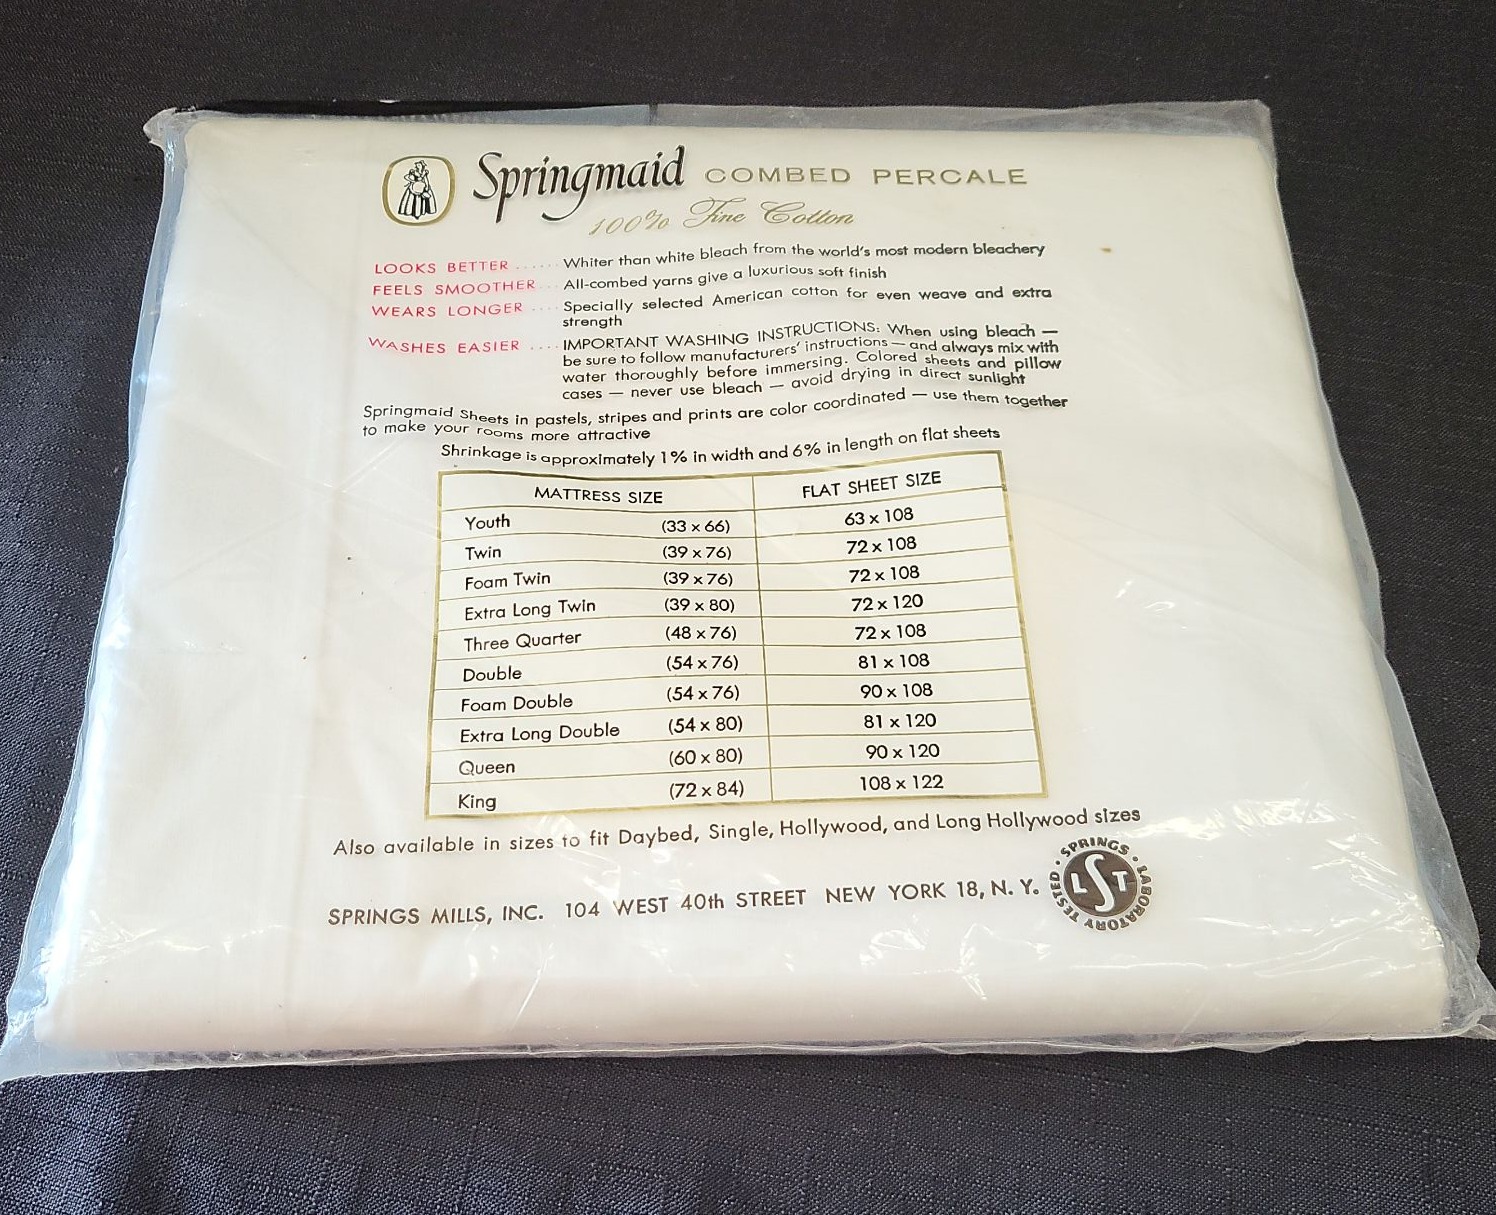 Springmaid COMBED PERCALE
100% Fine Cotton
LOOKS BETTER ...... Whiter than white bleach from the world's most modern bleachery
FEELS SMOOTHER ... All-combed yarns give a luxurious soft finish
WEARS LONGER .... Specially selected American cotton for even weave and extra
strength
WASHES EASIER .... IMPORTANT WASHING INSTRUCTIONS: When using bleach —
be sure to follow manufacturers' instructions — and always mix with
water thoroughly before immersing. Colored sheets and pillow
cases — never use bleach — avoid drying in direct sunlight
Springmaid Sheets in pastels, stripes and prints are color coordinated — use them together
to make your rooms more attractive
Shrinkage is approximately 1% in width and 6% in length on flat sheets
MATTRESS SIZE FLAT SHEET SIZE
Youth (33 x 66) 63 x 108
Twin (39 x 76) 72 x 108
Foam Twin (39 x 76) 72 x 108
Extra Long Twin (39 x 80) 72 x 120
Three Quarter (48 x 76) 72 x 108
Double (54 x 76) 81 x 108
Foam Double (54 x 76) 90 x 108
Extra Long Double (54 x 80) 81 x 120
Queen (60 x 80) 90 x 120
King (72 x 84) 108 x 122
Also available in sizes to fit Daybed, Single, Hollywood, and Long Hollywood sizes
SPRINGS MILLS, INC. 104 WEST 40th STREET NEW YORK 18, N. Y.
SPRINGS • LABORATORY TESTED •
LST